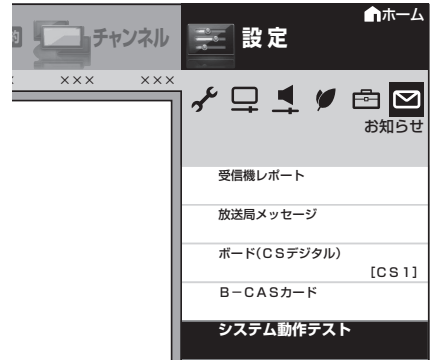 ホーム
チャンネル
設定
××× ×××
お知らせ
受信機レポート
放送局メッセージ
ボード(CSデジタル)
[CS1]
B-CASカード
システム動作テスト